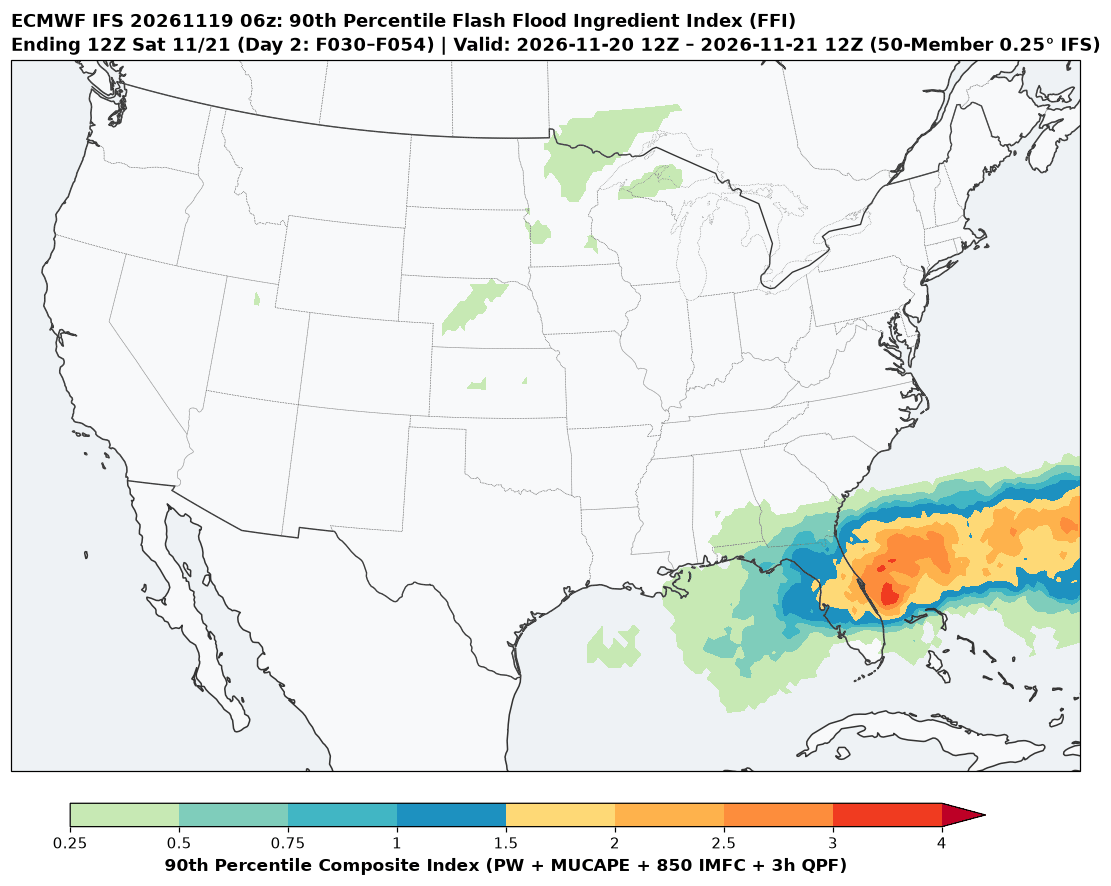 ECMWF IFS 20261119 06z: 90th Percentile Flash Flood Ingredient Index (FFI)
Ending 12Z Sat 11/21 (Day 2: F030–F054) | Valid: 2026-11-20 12Z – 2026-11-21 12Z (50-Member 0.25° IFS)
0.25 0.5 0.75 1 1.5 2 2.5 3 4
90th Percentile Composite Index (PW + MUCAPE + 850 IMFC + 3h QPF)